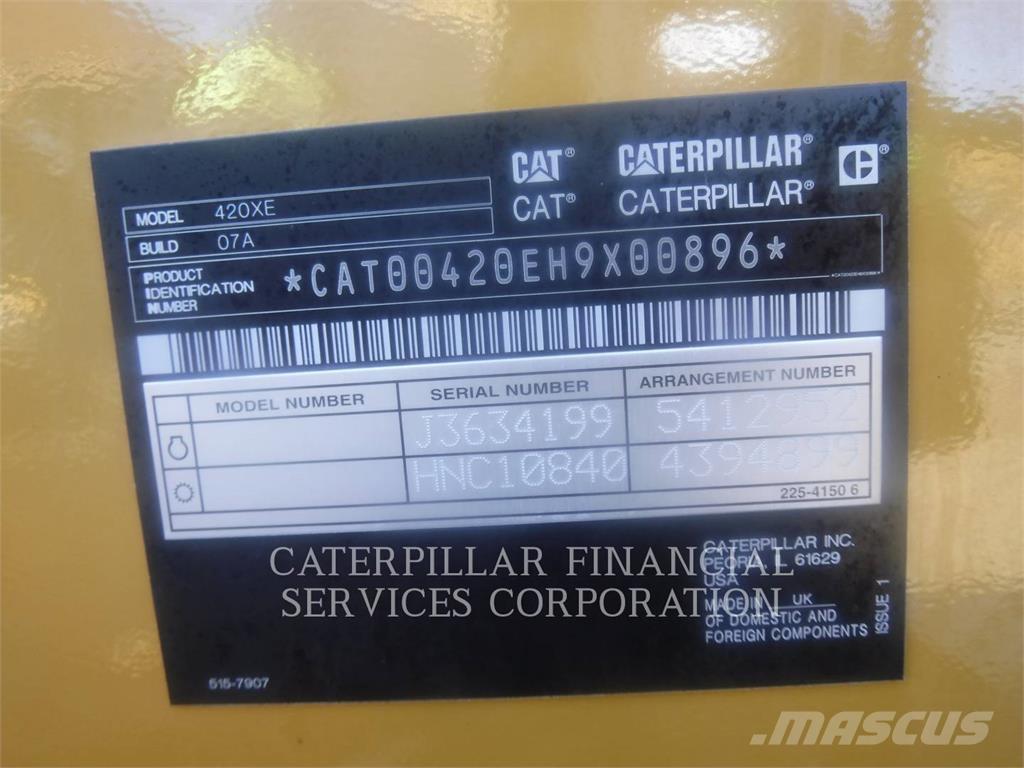 CAT® CATERPILLAR®
CAT® CATERPILLAR®
MODEL 420XE
BUILD 07A
PRODUCT IDENTIFICATION NUMBER *CAT00420EH9X00896*
MODEL NUMBER SERIAL NUMBER ARRANGEMENT NUMBER
J3634199 5412952
HNC10840 4394899
225-4150 6
CATERPILLAR FINANCIAL
SERVICES CORPORATION
CATERPILLAR INC.
PEORIA, IL 61629
USA
MADE IN UK
OF DOMESTIC AND
FOREIGN COMPONENTS
ISSUE 1
515-7907
MASCUS